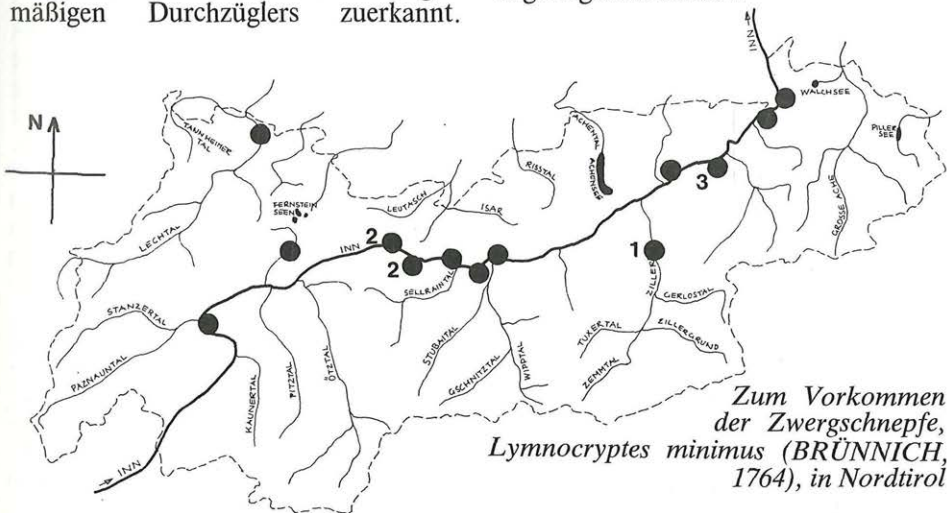 mäßigen Durchzüglers zuerkannt.
INN
WALCHSEE
N
TANNHEIMER
TAL
ACHENTAL
PILLER
SEE
ACHENSEE
RISSTAL
3
FERNSTEIN
SEEN
LEUTASCH
ISAR
GROSSE ACHE
LECHTAL
2
INN
1
2
ZILLER
SELLRAINTAL
GERLOSTAL
STANZERTAL
STUBAITAL
TUXERTAL
ZILLERGRUND
PAZNAUNTAL
GSCHNITZTAL
WIPPTAL
ZEMMTAL
KAUNERTAL
PITZTAL
ÖTZTAL
Zum Vorkommen
der Zwergschnepfe,
Lymnocryptes minimus (BRÜNNICH,
1764), in Nordtirol
INN